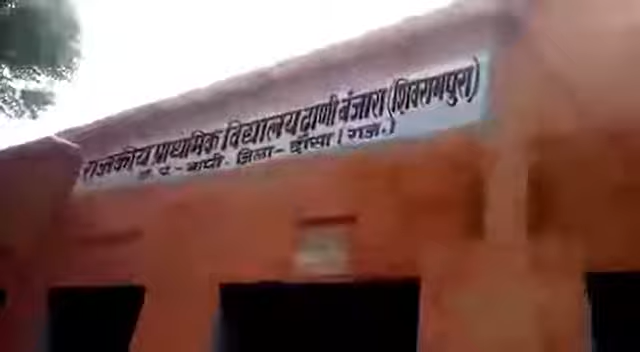 राजकीय प्राथमिक विद्यालय ढाणी बंजारा (शिवरामपुरा)
ग्रा. पं.- बापी. जिला- दौसा (राज.)